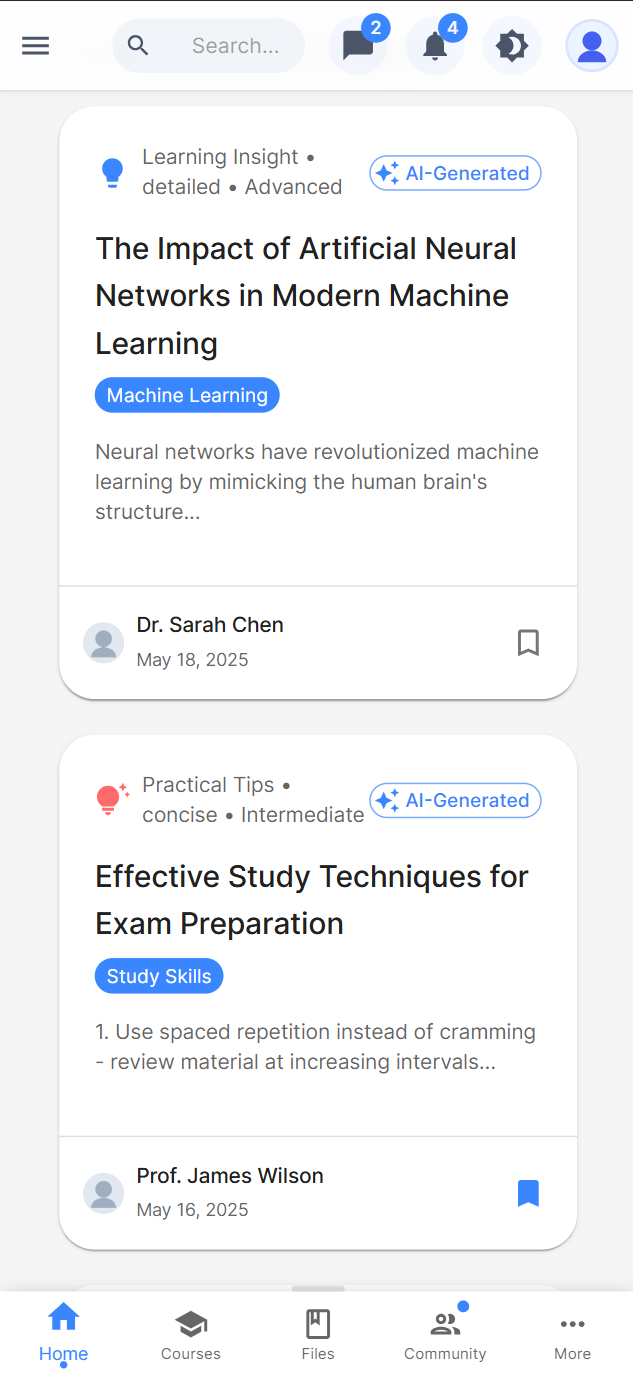 Search...
2
4
Learning Insight •
detailed • Advanced
AI-Generated
The Impact of Artificial Neural
Networks in Modern Machine
Learning
Machine Learning
Neural networks have revolutionized machine
learning by mimicking the human brain's
structure...
Dr. Sarah Chen
May 18, 2025
Practical Tips •
concise • Intermediate
AI-Generated
Effective Study Techniques for
Exam Preparation
Study Skills
1. Use spaced repetition instead of cramming
- review material at increasing intervals...
Prof. James Wilson
May 16, 2025
Home
Courses
Files
Community
More